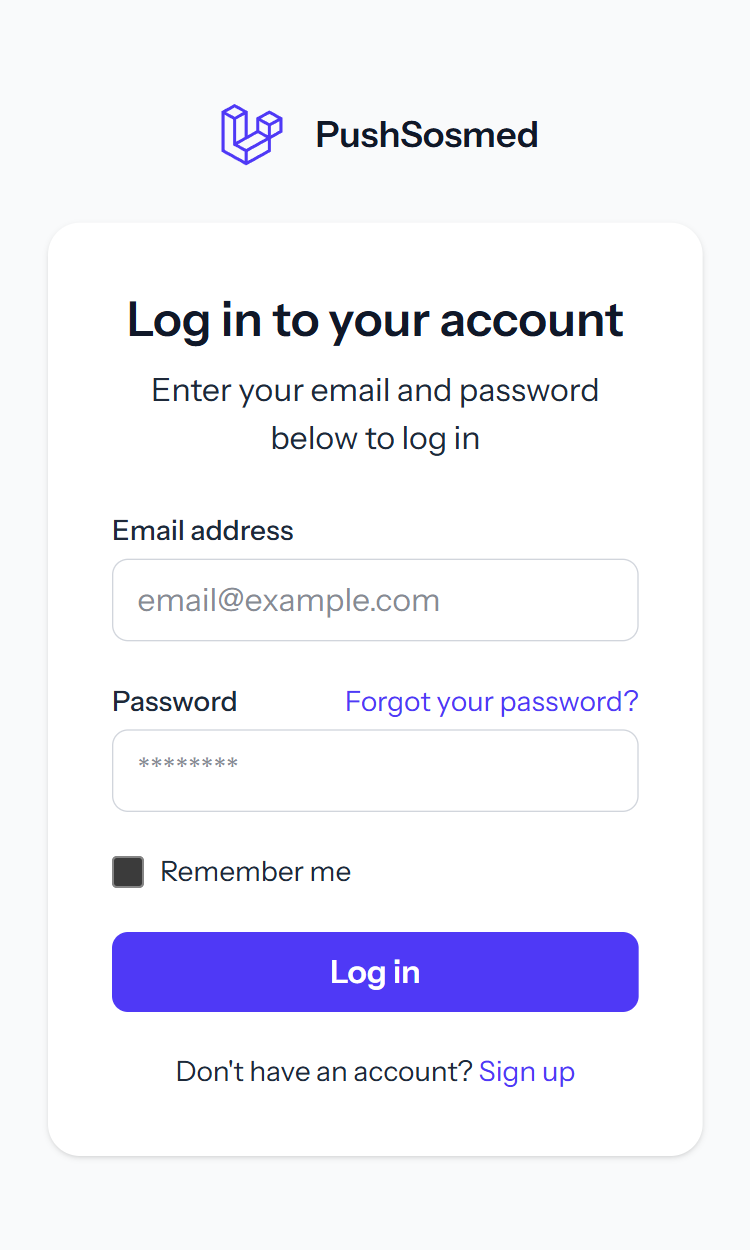 PushSosmed
Log in to your account
Enter your email and password
below to log in
Email address
email@example.com
Password
Forgot your password?
********
Remember me
Log in
Don't have an account? Sign up